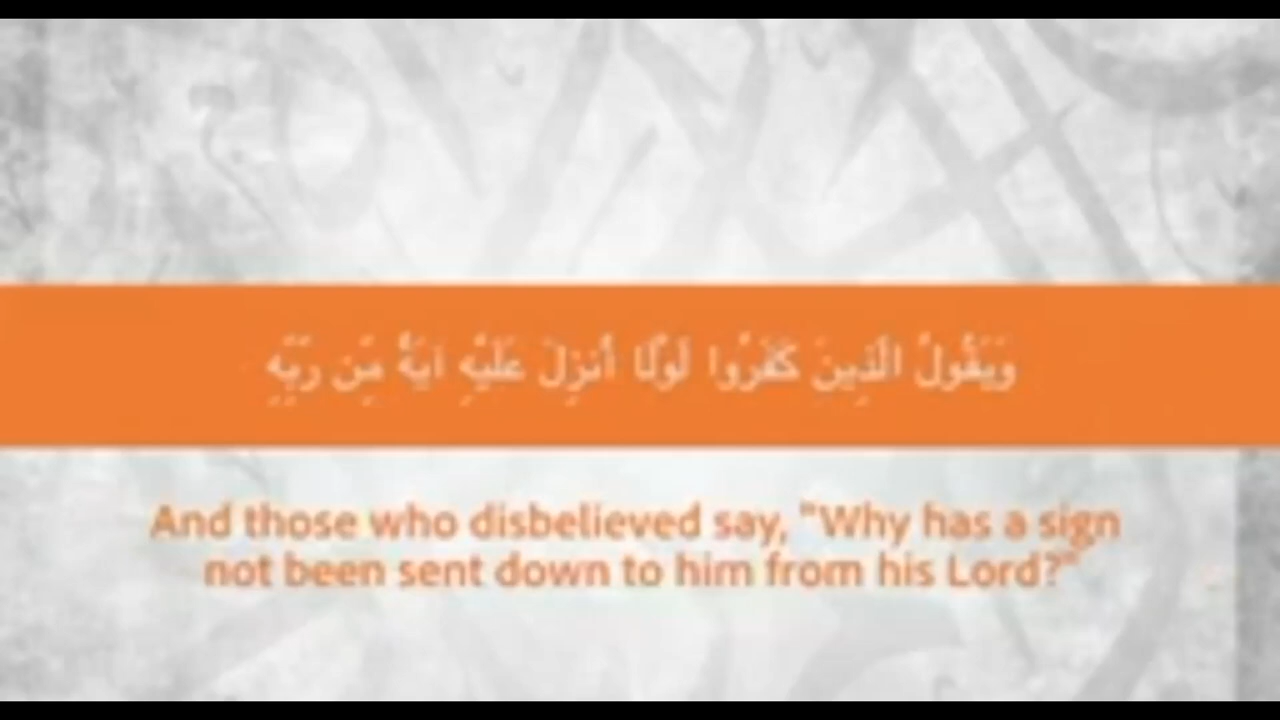 وَيَقُولُ الَّذِينَ كَفَرُوا لَوْلَا أُنزِلَ عَلَيْهِ آيَةٌ مِّن رَّبِّهِ
And those who disbelieved say, "Why has a sign
not been sent down to him from his Lord?"